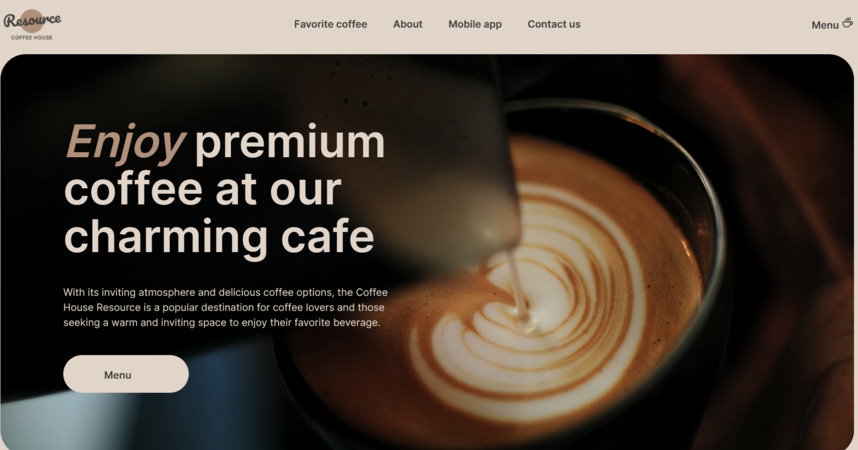 Resource
COFFEE HOUSE
Favorite coffee
About
Mobile app
Contact us
Menu
Enjoy premium
coffee at our
charming cafe
With its inviting atmosphere and delicious coffee options, the Coffee
House Resource is a popular destination for coffee lovers and those
seeking a warm and inviting space to enjoy their favorite beverage.
Menu